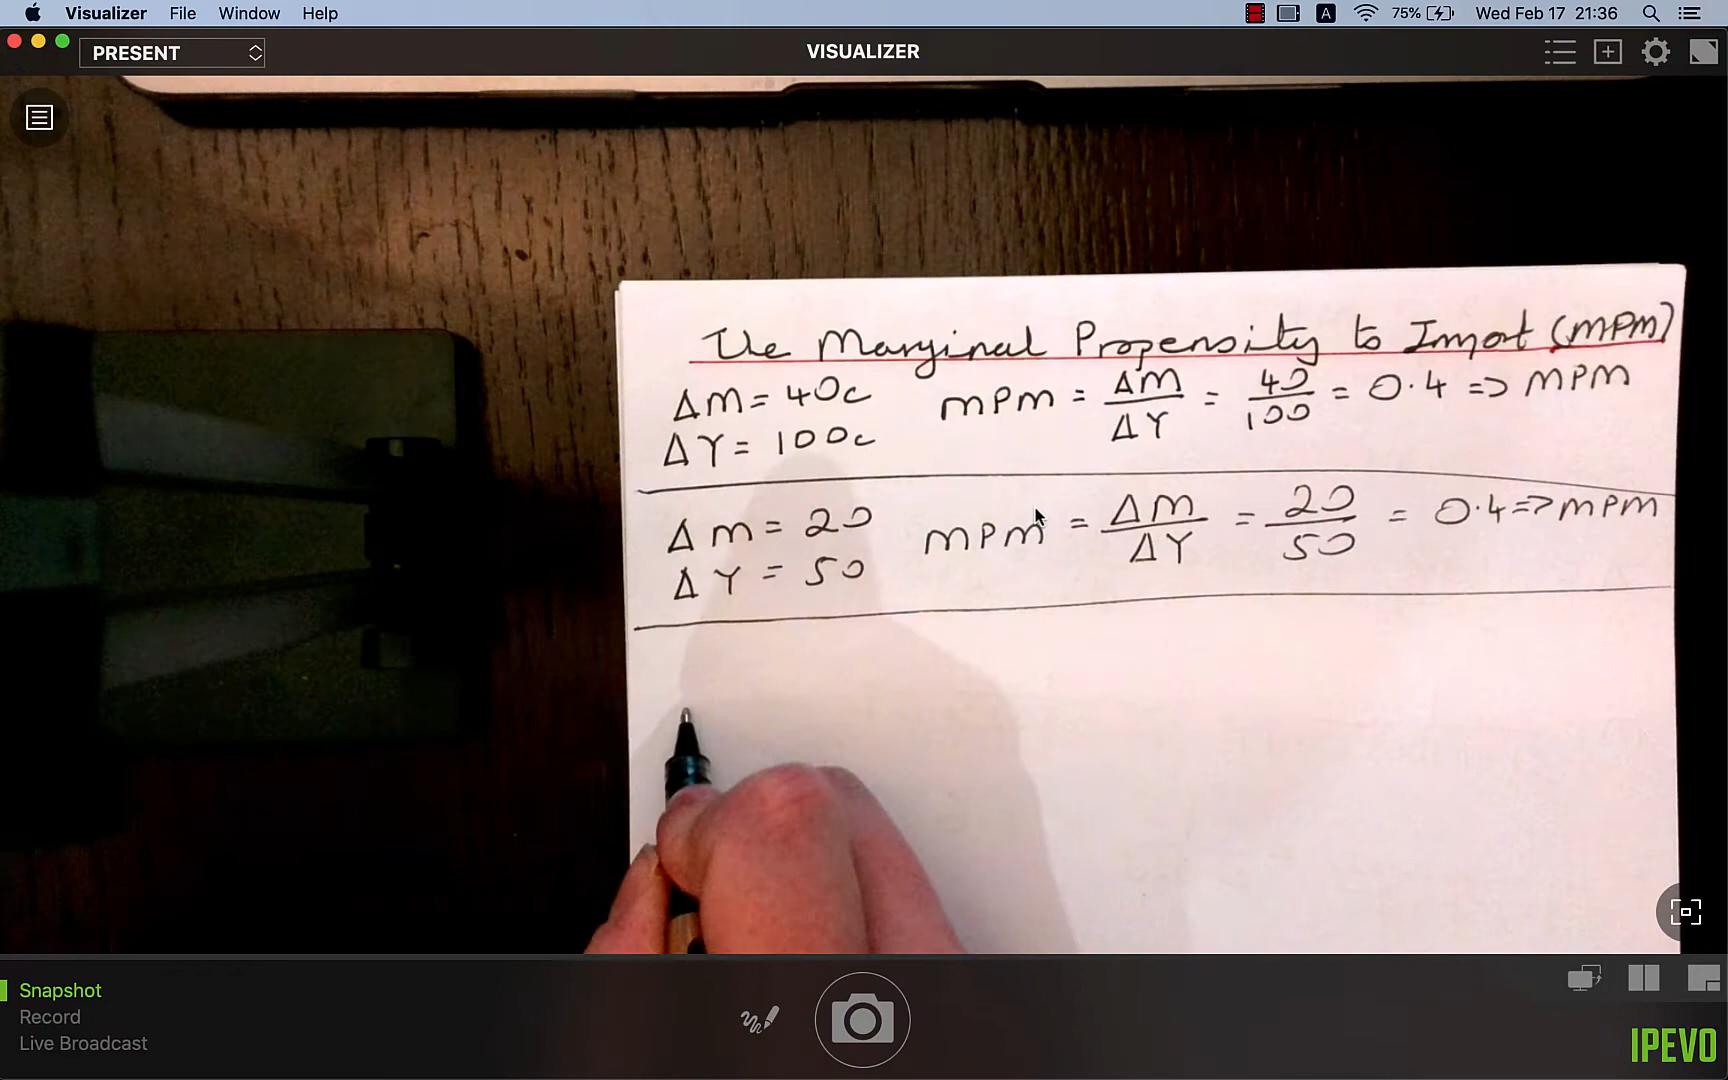 Visualizer File Window Help 75% Wed Feb 17 21:36
PRESENT VISUALIZER
The Marginal Propensity to Import (MPM)
ΔM = 40c MPM = ΔM/ΔY = 40/100 = 0.4 => MPM
ΔY = 100c
ΔM = 20 MPM = ΔM/ΔY = 20/50 = 0.4 => MPM
ΔY = 50
Snapshot
Record
Live Broadcast
IPEVO